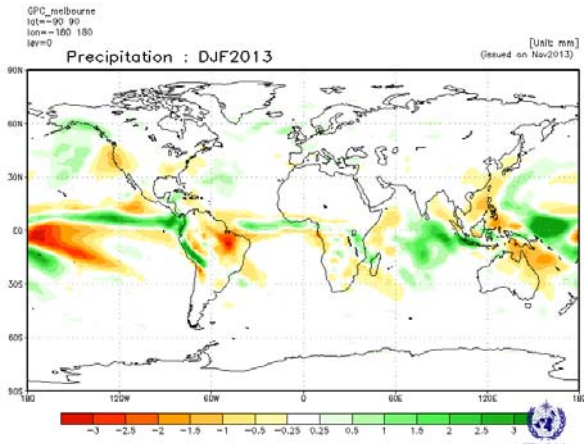 GPC_melbourne
lat=-90 90
lon=-180 180
lev=0
Precipitation : DJF2013
[Unit: mm]
(issued on Nov2013)
90N
60N
30N
EQ
30S
60S
90S
180 120W 60W 0 60E 120E 180
-3 -2.5 -2 -1.5 -1 -0.5 -0.25 0.25 0.5 1 1.5 2 2.5 3